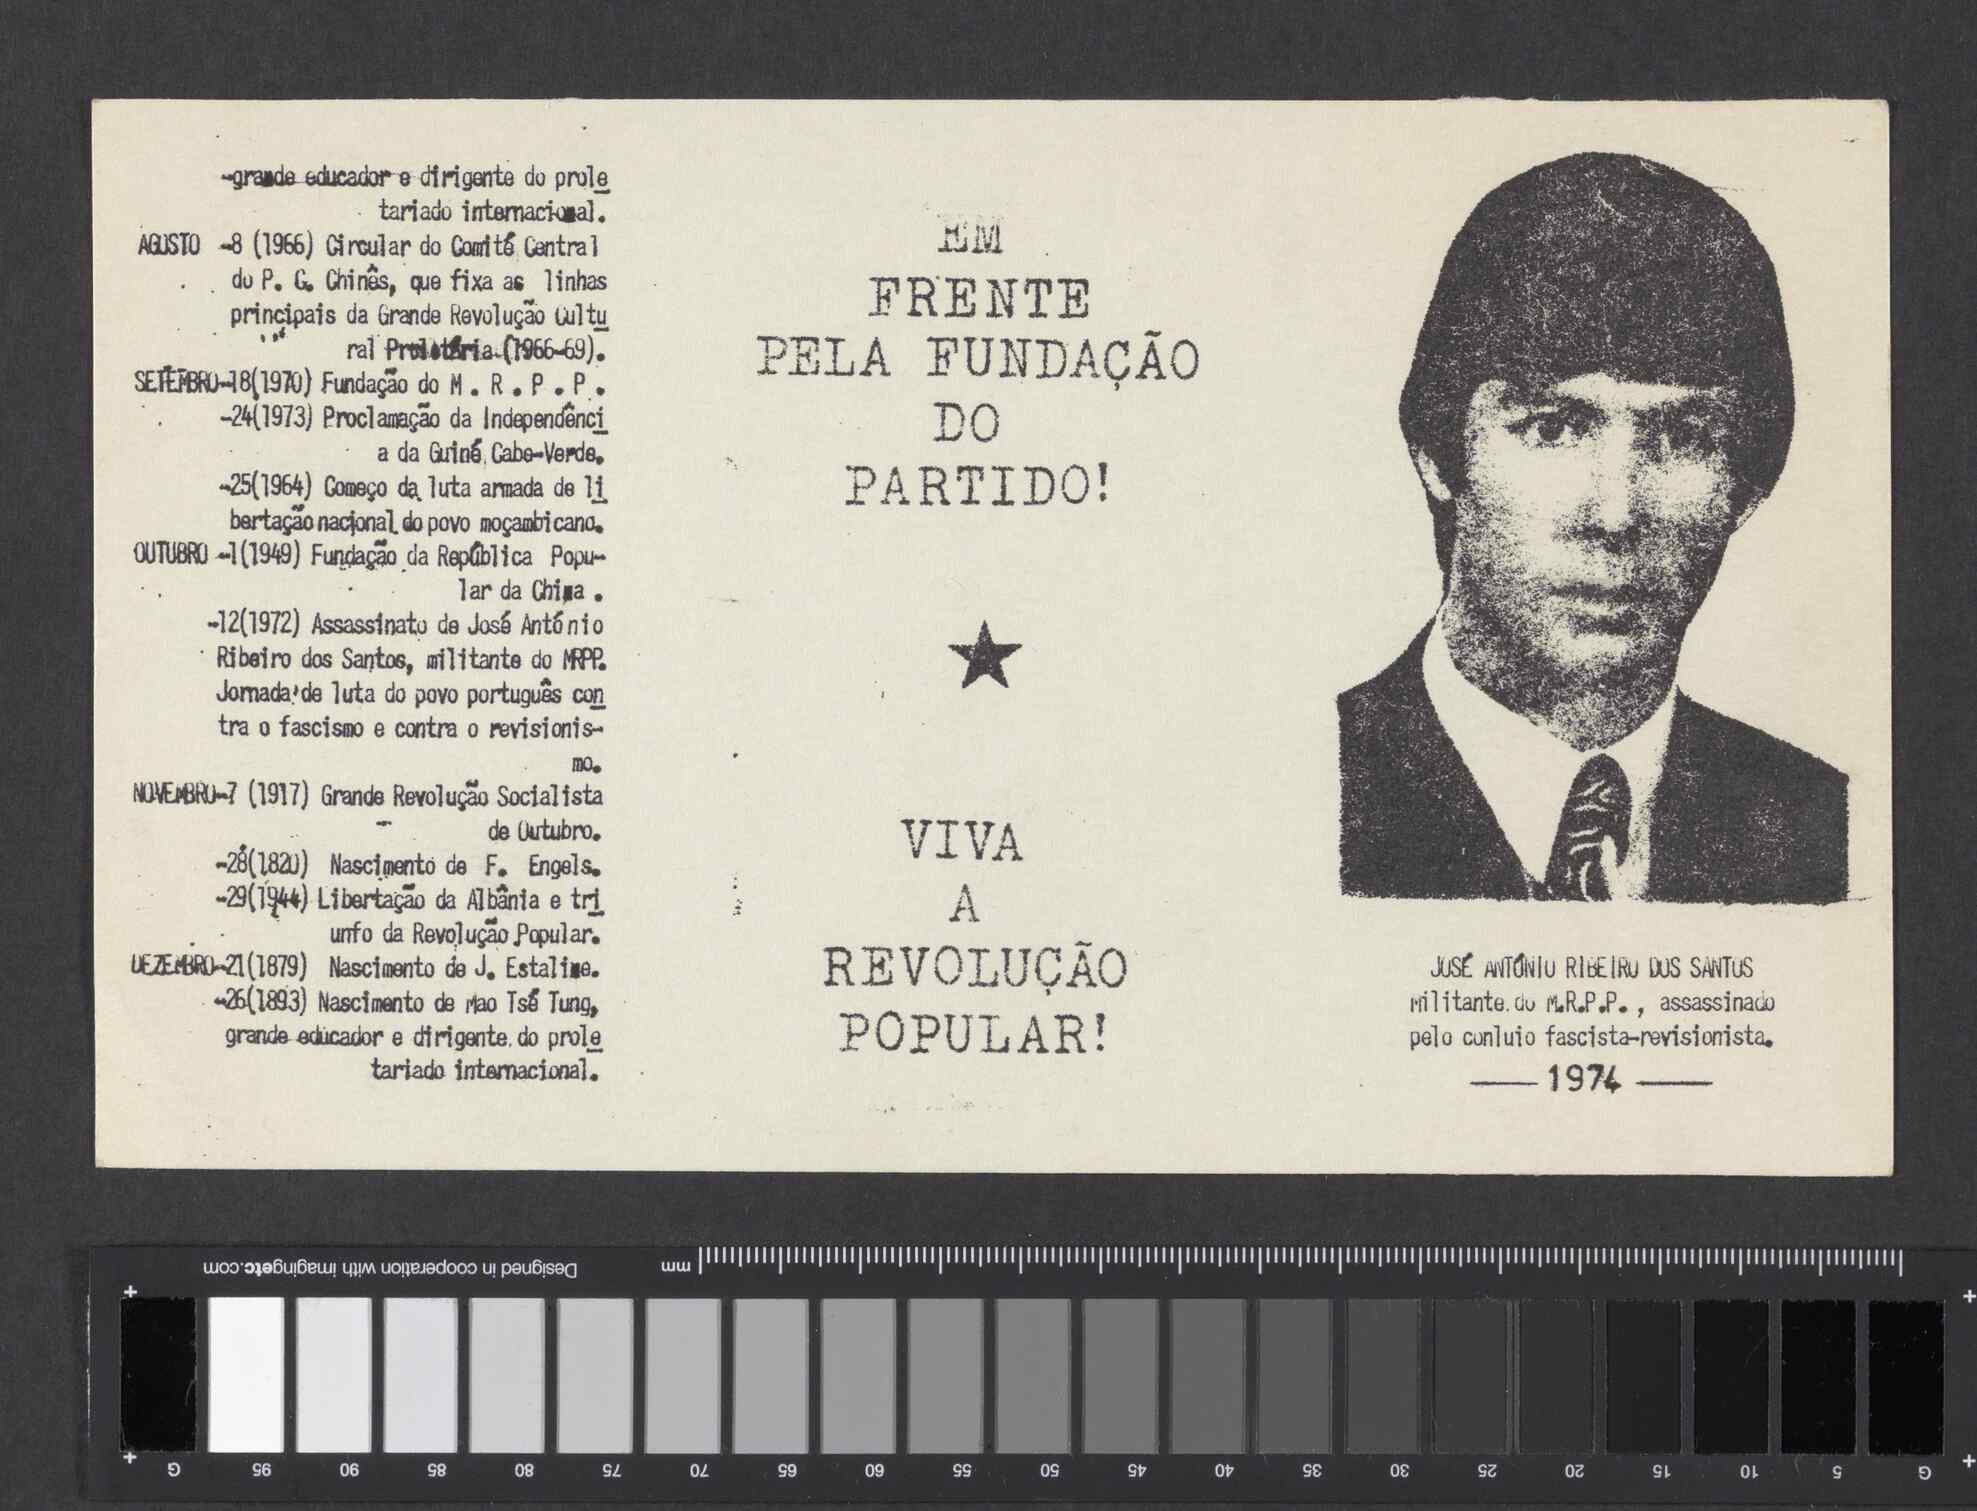 -grande educador e dirigente do prole
tariado internacional.
AGOSTO -8 (1966) Circular do Comité Central
do P. C. Chinês, que fixa as linhas
principais da Grande Revolução Cultu
ral Proletária (1966-69).
SETEMBRO-18(1970) Fundação do M . R . P . P .
-24(1973) Proclamação da Independênci
a da Guiné Cabo-Verde.
-25(1964) Começo da luta armada de li
bertação nacional do povo moçambicano.
OUTUBRO -1(1949) Fundação da República Popu-
lar da China .
-12(1972) Assassinato de José António
Ribeiro dos Santos, militante do MRPP.
Jornada de luta do povo português con
tra o fascismo e contra o revisionis-
mo.
NOVEMBRO-7 (1917) Grande Revolução Socialista
de Outubro.
-28(1820) Nascimento de F. Engels.
-29(1944) Libertação da Albânia e tri
unfo da Revolução Popular.
DEZEMBRO-21(1879) Nascimento de J. Estaline.
-26(1893) Nascimento de Mao Tsé Tung,
grande educador e dirigente do prole
tariado internacional.
EM
FRENTE
PELA FUNDAÇÃO
DO
PARTIDO!
VIVA
A
REVOLUÇÃO
POPULAR!
JOSÉ ANTÓNIO RIBEIRO DOS SANTOS
militante do M.R.P.P., assassinado
pelo conluio fascista-revisionista.
— 1974 —
mm
Designed in cooperation with imagingetc.com
G 95 90 85 80 75 70 65 60 55 50 45 40 35 30 25 20 15 10 5 G